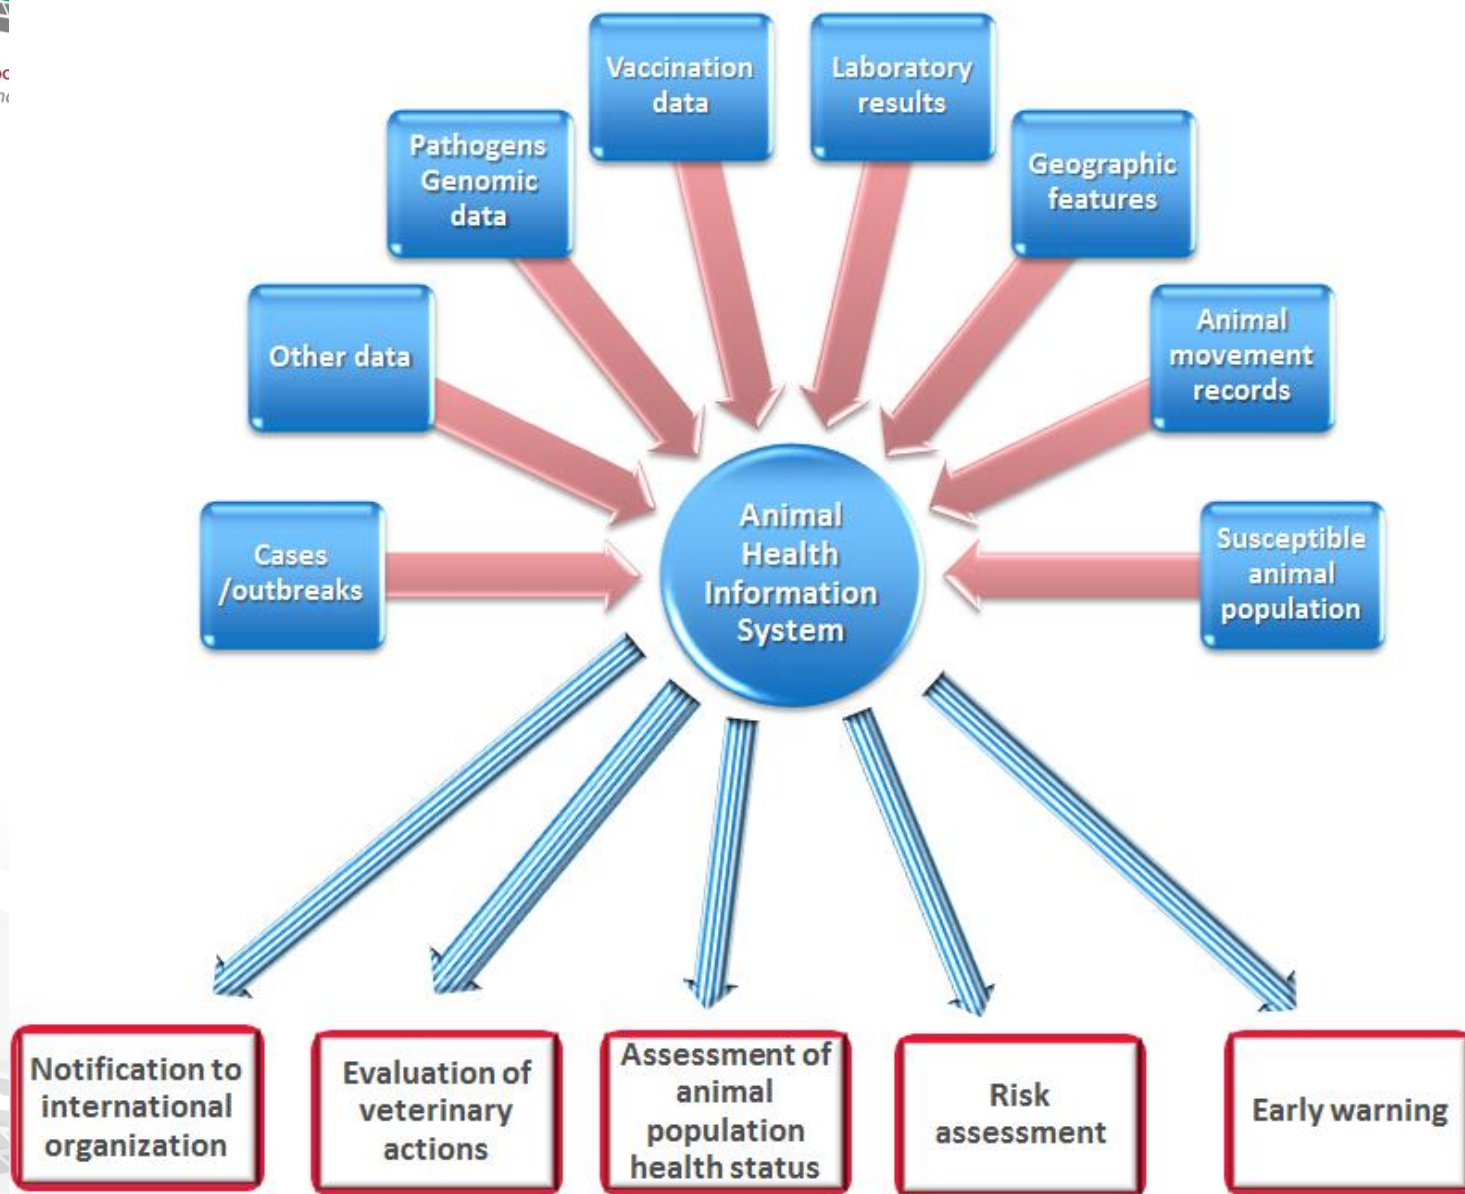 Vaccination
data
Laboratory
results
Pathogens
Genomic
data
Geographic
features
Other data
Animal
movement
records
Cases
/outbreaks
Animal
Health
Information
System
Susceptible
animal
population
Notification to
international
organization
Evaluation of
veterinary
actions
Assessment of
animal
population
health status
Risk
assessment
Early warning